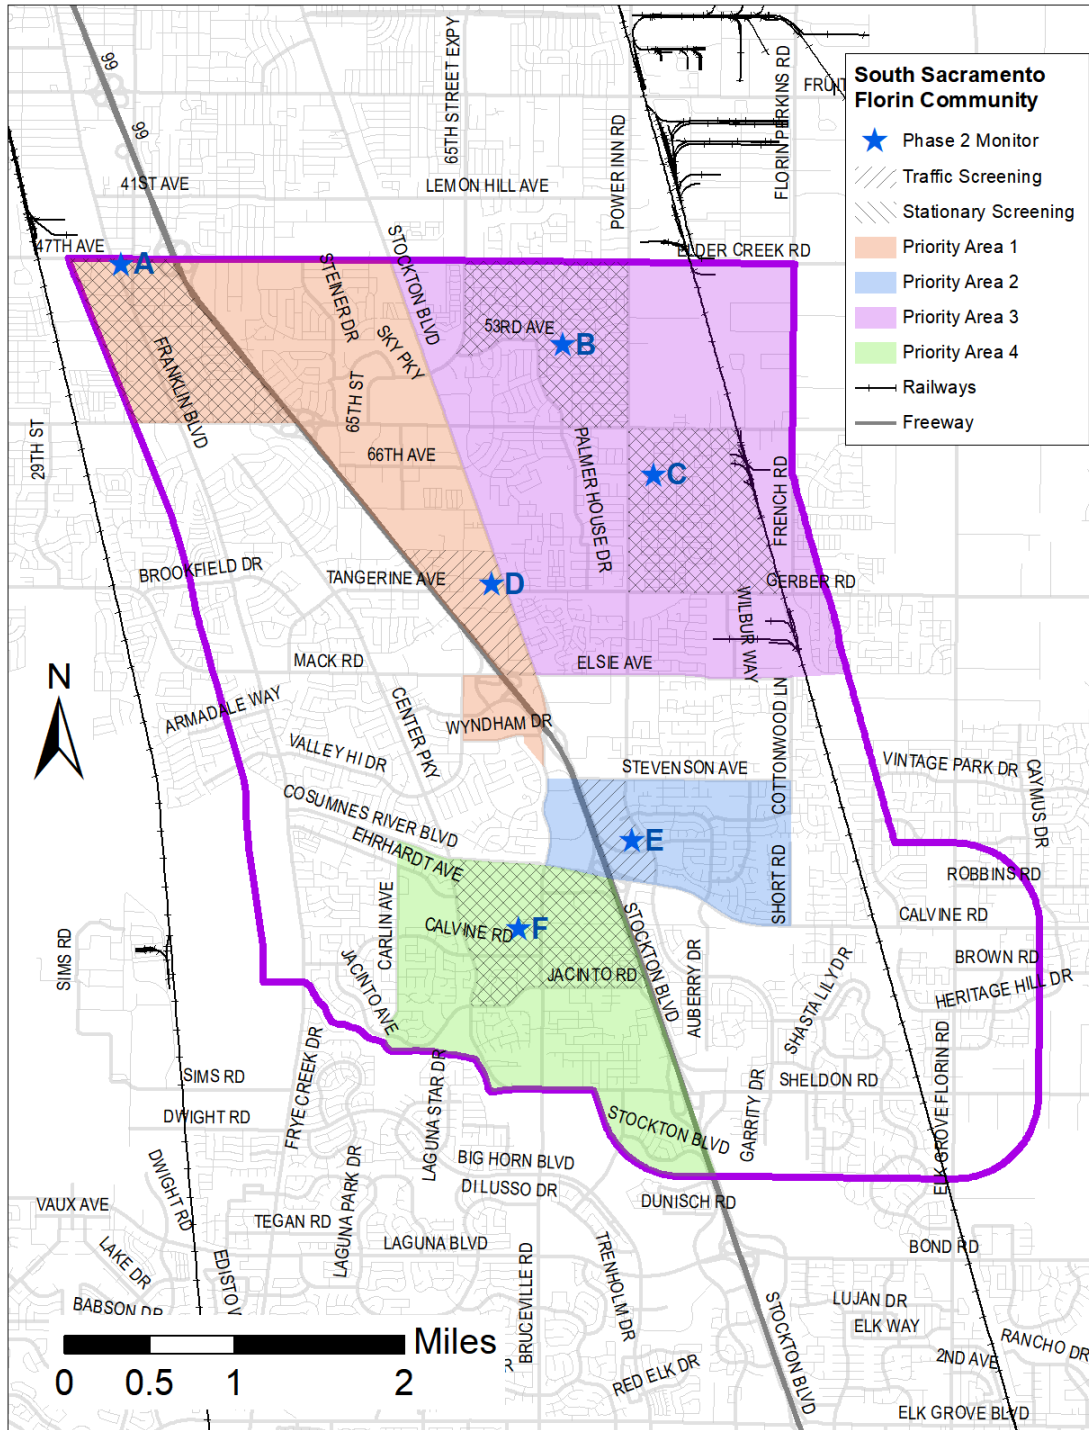 99
65TH STREET EXPY
POWER INN RD
FLORIN PERKINS RD
FRUIT
South Sacramento
Florin Community
Phase 2 Monitor
Traffic Screening
Stationary Screening
Priority Area 1
Priority Area 2
Priority Area 3
Priority Area 4
Railways
Freeway
99
41ST AVE
LEMON HILL AVE
47TH AVE
STOCKTON BLVD
ELDER CREEK RD
A
STEINER DR
SKY PKY
53RD AVE
B
FRANKLIN BLVD
65TH ST
29TH ST
66TH AVE
PALMER HOUSE DR
C
FRENCH RD
BROOKFIELD DR
TANGERINE AVE
D
GERBER RD
WILBUR WAY
N
MACK RD
ELSIE AVE
ARMADALE WAY
CENTER PKY
WYNDHAM DR
COTTONWOOD LN
VALLEY HI DR
STEVENSON AVE
VINTAGE PARK DR
CAYMUS DR
COSUMNES RIVER BLVD
EHRHARDT AVE
E
SHORT RD
ROBBINS RD
CARLIN AVE
CALVINE RD
F
STOCKTON BLVD
CALVINE RD
SIMS RD
JACINTO AVE
JACINTO RD
AUBERRY DR
SHASTA LILY DR
BROWN RD
HERITAGE HILL DR
FRYE CREEK DR
LAGUNA STAR DR
SIMS RD
DWIGHT RD
GARRITY DR
SHELDON RD
ELK GROVE FLORIN RD
STOCKTON BLVD
DWIGHT RD
LAGUNA PARK DR
BIG HORN BLVD
DI LUSSO DR
DUNISCH RD
VAUX AVE
TEGAN RD
LAKE DR
EDISTO
LAGUNA BLVD
BRUCEVILLE RD
TRENHOLM DR
BOND RD
BABSON DR
STOCKTON BLVD
LUJAN DR
ELK WAY
RANCHO DR
2ND AVE
RED ELK DR
ELK GROVE BLVD
Miles
0 0.5 1 2